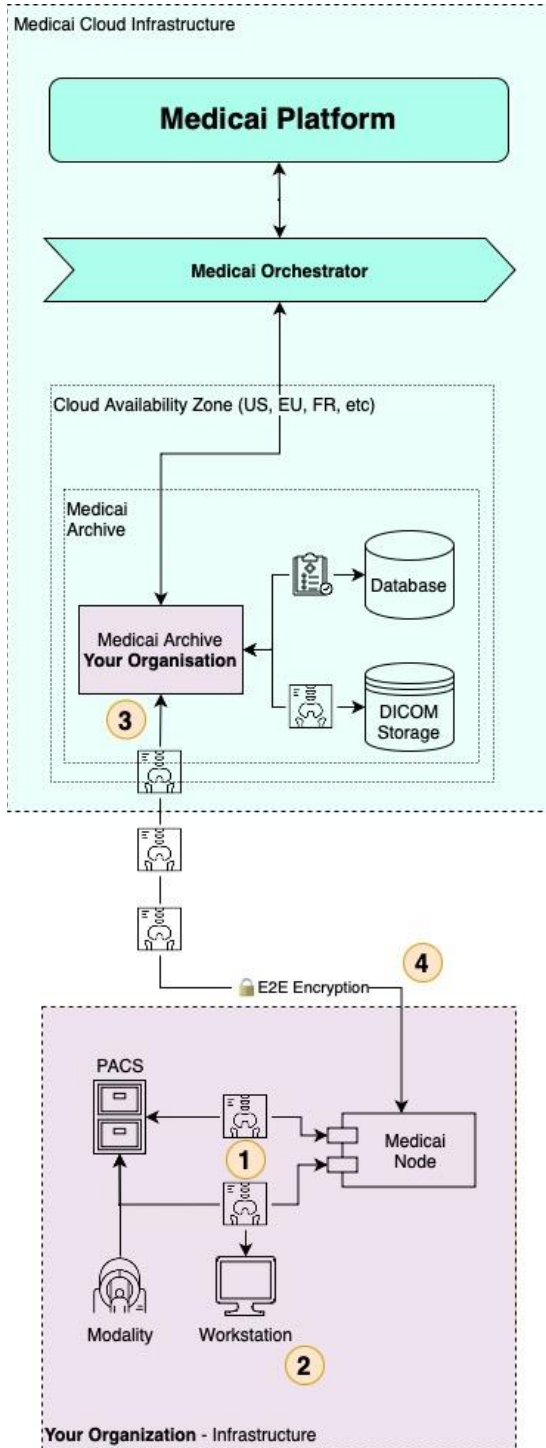 Medicai Cloud Infrastructure
Medicai Platform
Medicai Orchestrator
Cloud Availability Zone (US, EU, FR, etc)
Medicai
Archive
Database
Medicai Archive
Your Organisation
DICOM
Storage
3
4
E2E Encryption
PACS
Medicai
Node
1
Modality
Workstation
2
Your Organization - Infrastructure